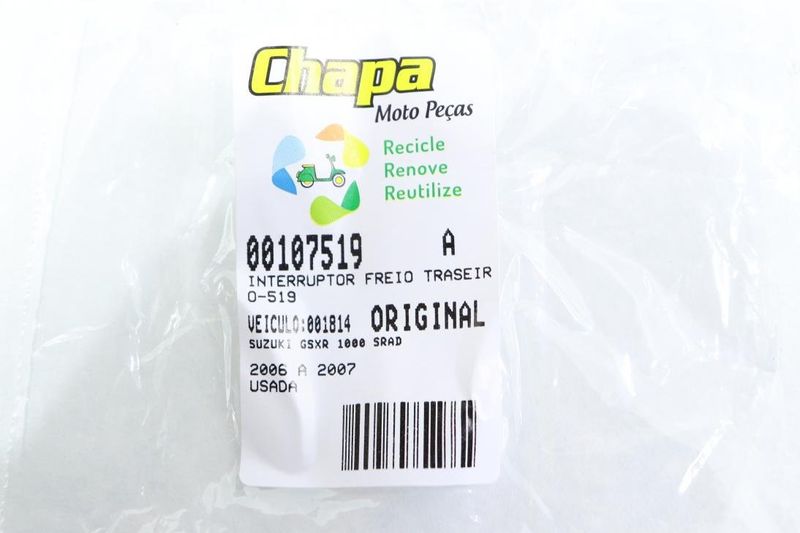 Chapa
Moto Peças
Recicle
Renove
Reutilize
00107519 A
INTERRUPTOR FREIO TRASEIR
O-519
VEICULO:001814 ORIGINAL
SUZUKI GSXR 1000 SRAD
2006 A 2007
USADA